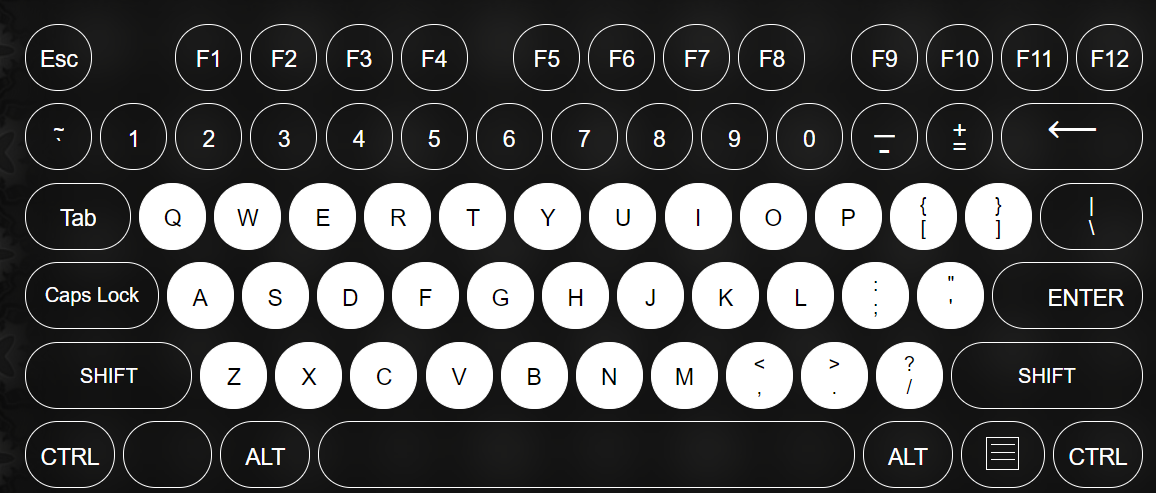 Esc F1 F2 F3 F4 F5 F6 F7 F8 F9 F10 F11 F12
~ ` 1 2 3 4 5 6 7 8 9 0 — - + = ←
Tab Q W E R T Y U I O P { [ } ] | \
Caps Lock A S D F G H J K L : ; " ' ENTER
SHIFT Z X C V B N M < , > . ? / SHIFT
CTRL ALT ALT CTRL